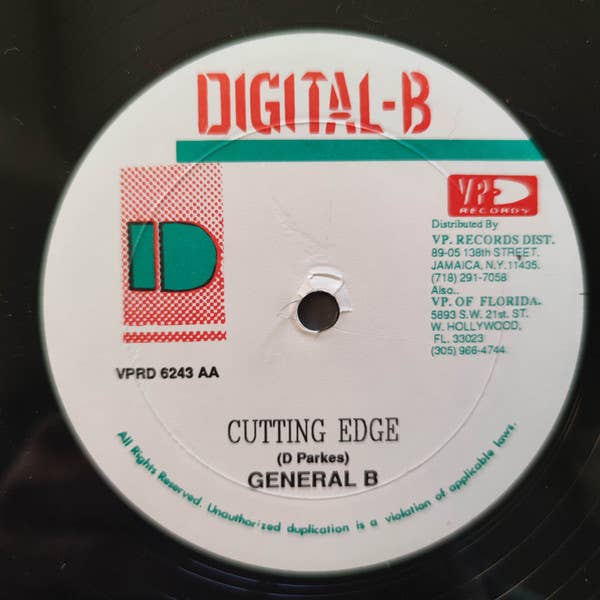 DIGITAL-B
D
VP
RECORDS
Distributed By
VP. RECORDS DIST.
89-05 138th STREET.
JAMAICA, N.Y. 11435.
(718) 291-7058
Also..
VP. OF FLORIDA.
5893 S.W. 21st. ST.
W. HOLLYWOOD,
FL. 33023
(305) 966-4744
VPRD 6243 AA
CUTTING EDGE
(D Parkes)
GENERAL B
All Rights Reserved. Unauthorized duplication is a violation of applicable laws.